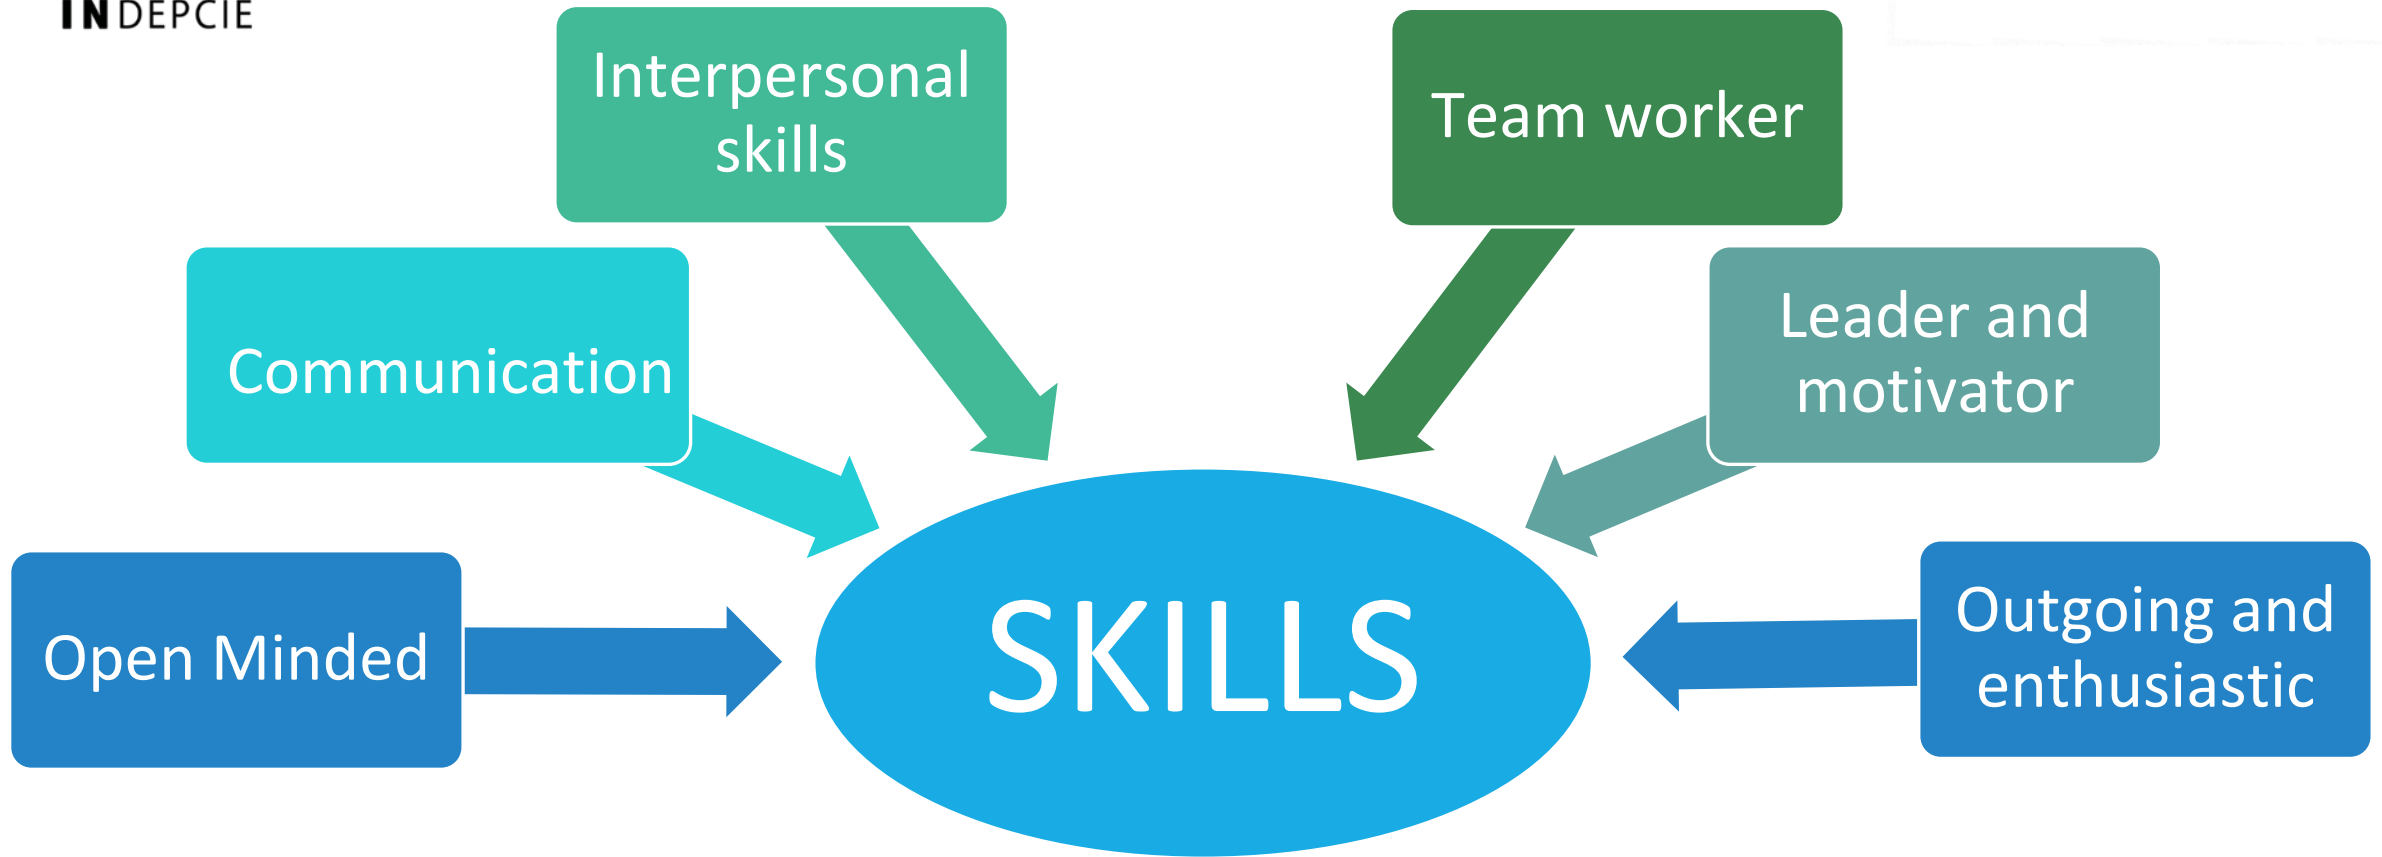 INDEPCIE
Interpersonal
skills
Team worker
Communication
Leader and
motivator
Open Minded
SKILLS
Outgoing and
enthusiastic